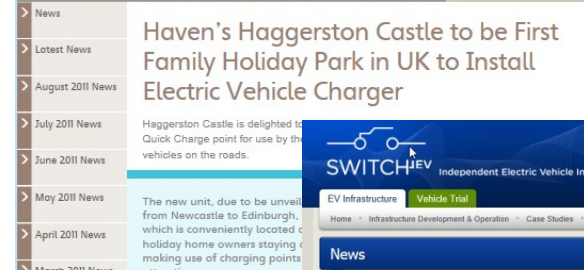 News
Latest News
August 2011 News
July 2011 News
June 2011 News
May 2011 News
April 2011 News
March 2011 News
Haven's Haggerston Castle to be First
Family Holiday Park in UK to Install
Electric Vehicle Charger
Haggerston Castle is delighted to
Quick Charge point for use by the
vehicles on the roads.
The new unit, due to be unveil
from Newcastle to Edinburgh,
which is conveniently located
holiday home owners staying
making use of charging points
SWITCH EV Independent Electric Vehicle In
EV Infrastructure Vehicle Trial
Home Infrastructure Development & Operation Case Studies
News